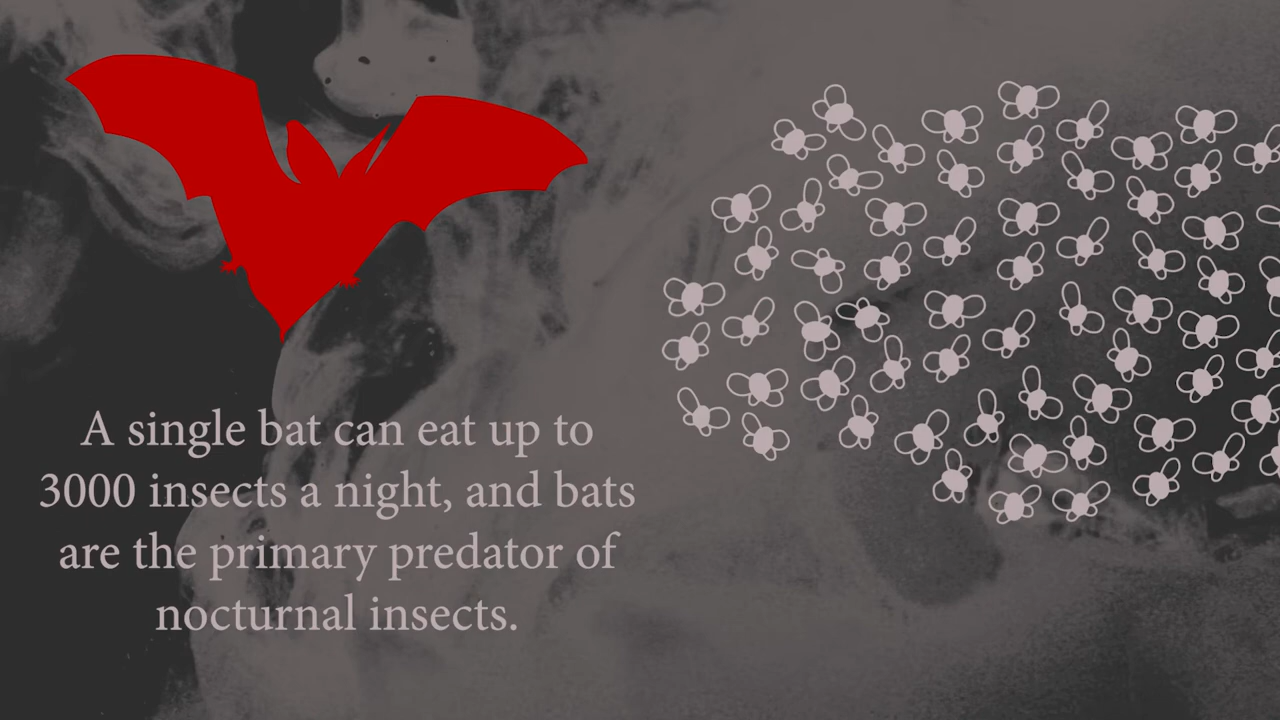 A single bat can eat up to
3000 insects a night, and bats
are the primary predator of
nocturnal insects.